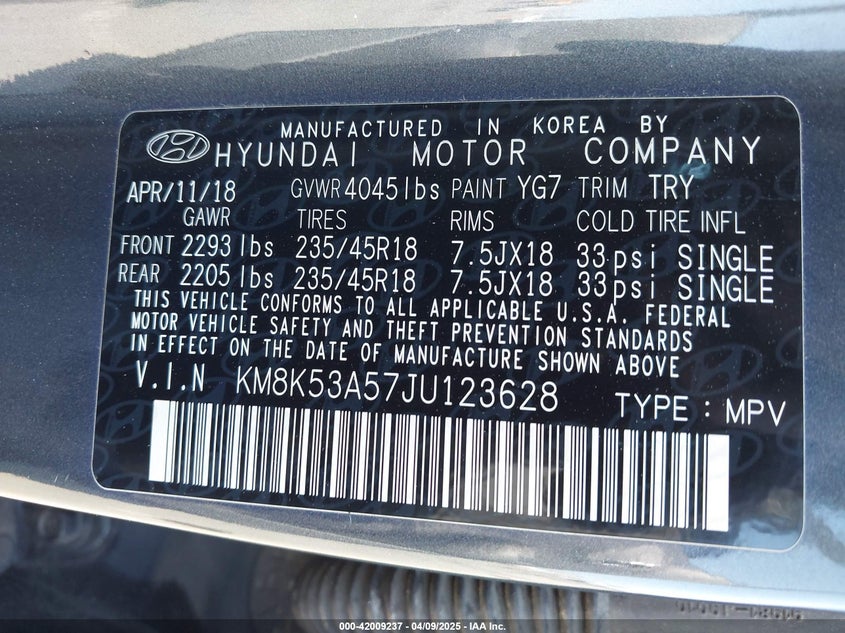 MANUFACTURED IN KOREA BY
HYUNDAI MOTOR COMPANY
APR/11/18 GVWR 4045lbs PAINT YG7 TRIM TRY
GAWR TIRES RIMS COLD TIRE INFL
FRONT 2293 lbs 235/45R18 7.5JX18 33psi SINGLE
REAR 2205 lbs 235/45R18 7.5JX18 33psi SINGLE
THIS VEHICLE CONFORMS TO ALL APPLICABLE U.S.A. FEDERAL
MOTOR VEHICLE SAFETY AND THEFT PREVENTION STANDARDS
IN EFFECT ON THE DATE OF MANUFACTURE SHOWN ABOVE
V.I.N KM8K53A57JU123628 TYPE : MPV
000-42009237 - 04/09/2025 - IAA Inc.